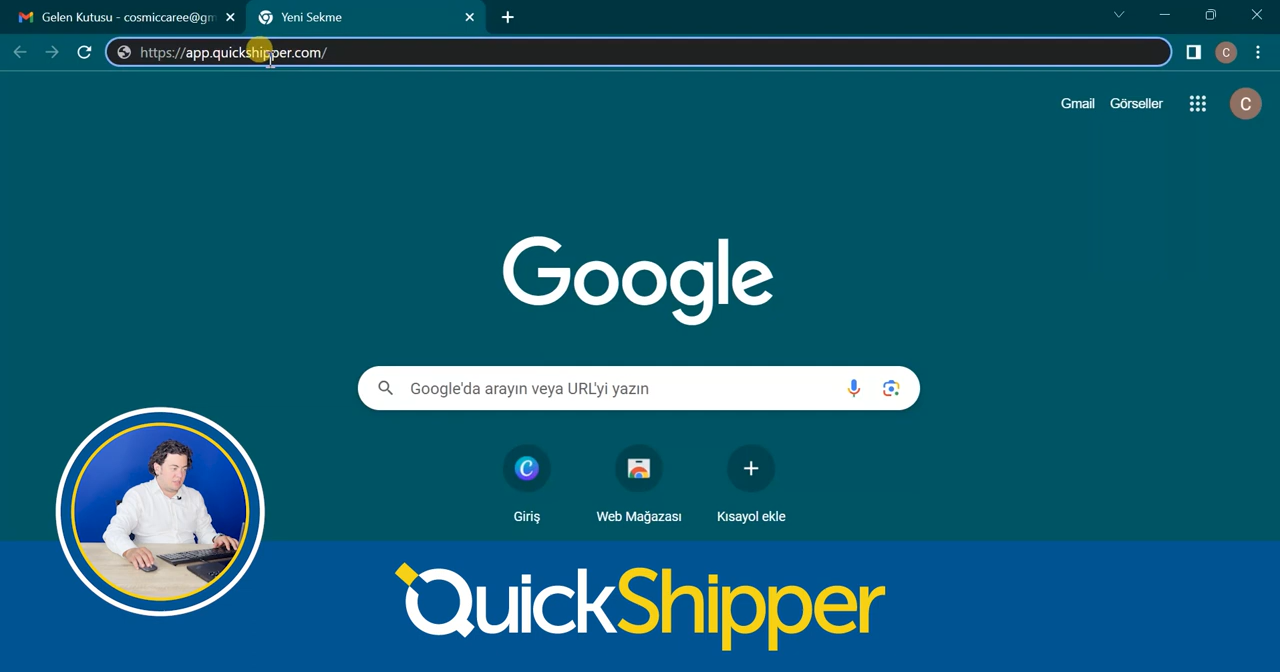 Gelen Kutusu - cosmiccaree@gm
Yeni Sekme
https://app.quickshipper.com/
C
Gmail
Görseller
C
Google
Google'da arayın veya URL'yi yazın
Giriş
Web Mağazası
Kısayol ekle
QuickShipper